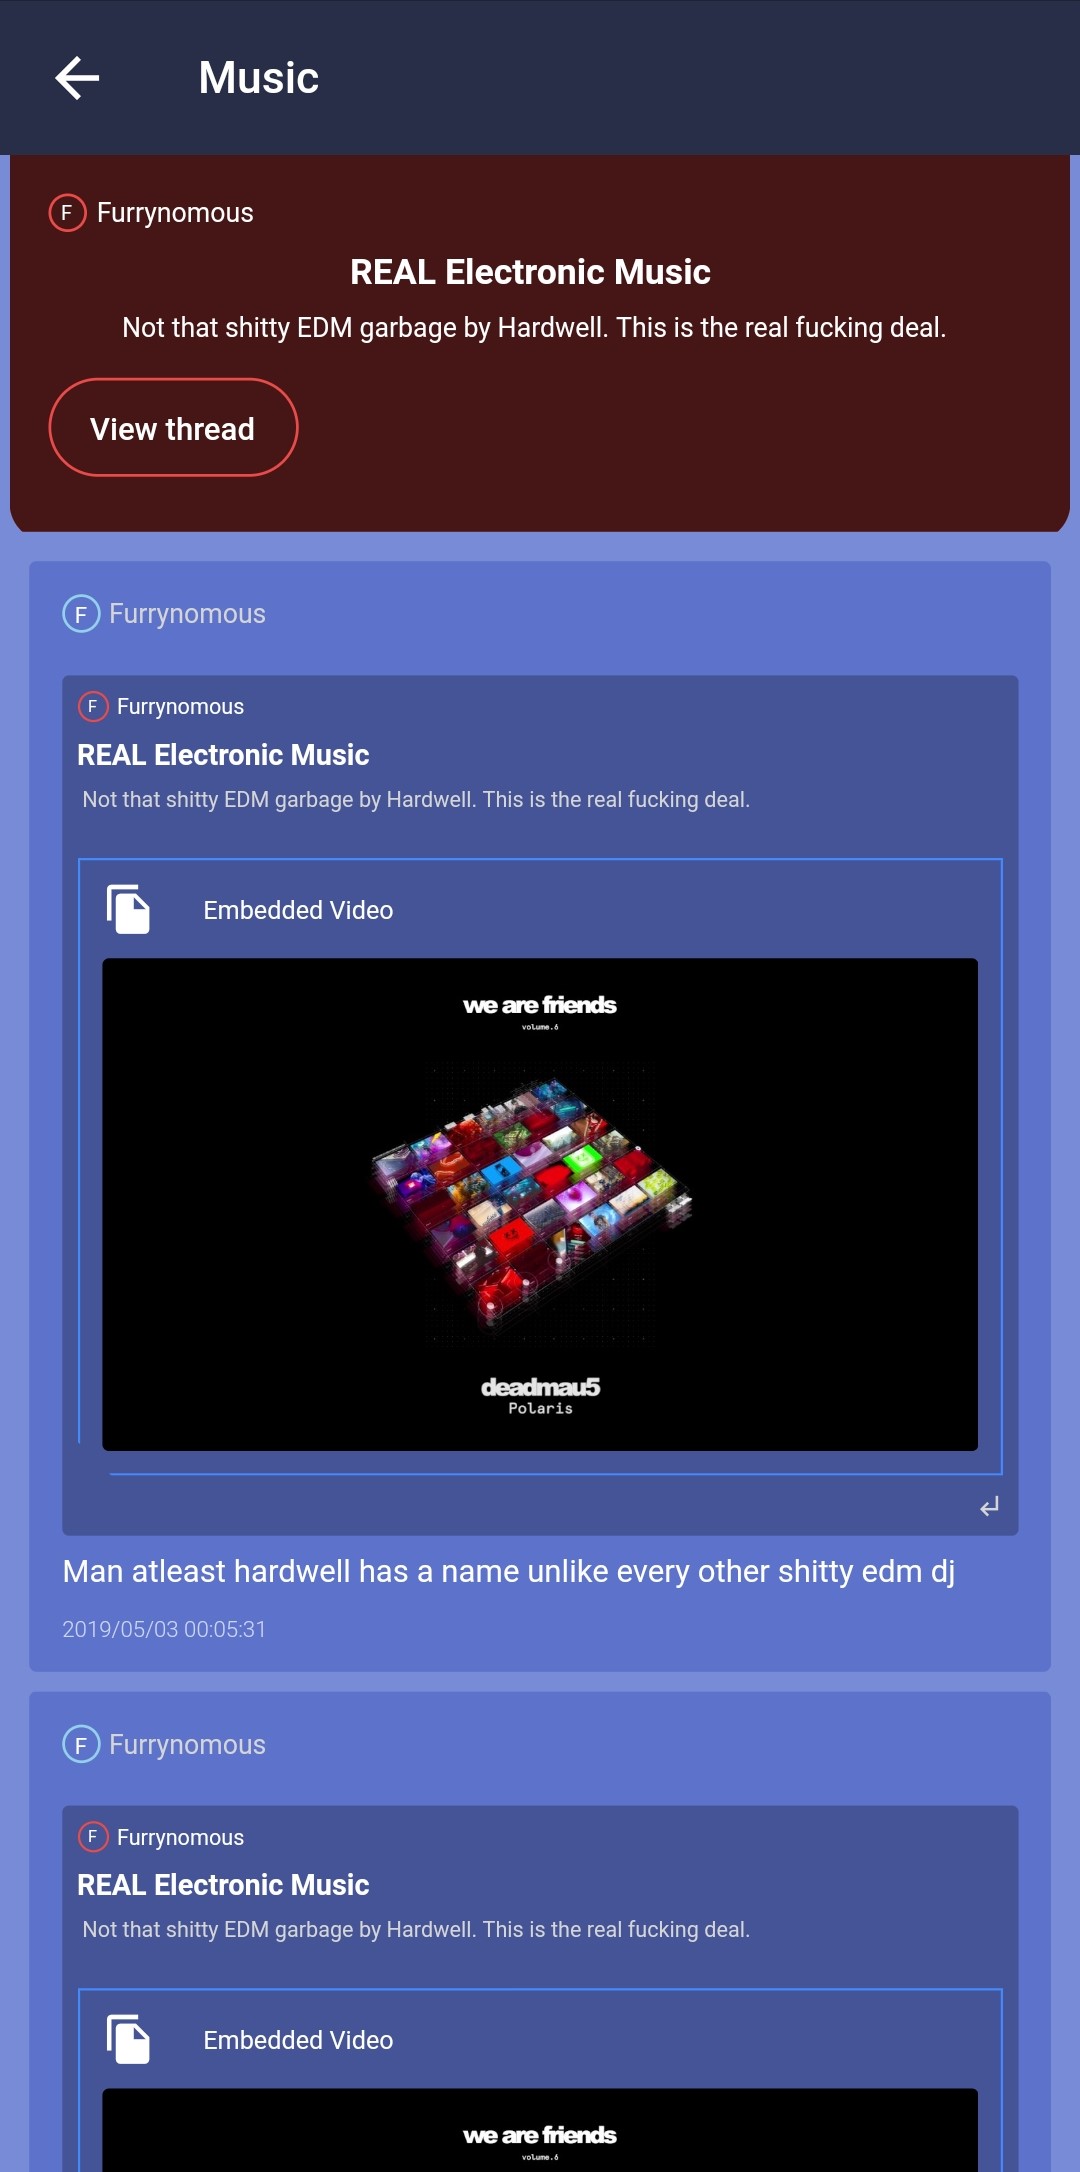 Music
F Furrynomous
REAL Electronic Music
Not that shitty EDM garbage by Hardwell. This is the real fucking deal.
View thread
F Furrynomous
F Furrynomous
REAL Electronic Music
Not that shitty EDM garbage by Hardwell. This is the real fucking deal.
Embedded Video
we are friends
volume.6
deadmau5
Polaris
Man atleast hardwell has a name unlike every other shitty edm dj
2019/05/03 00:05:31
F Furrynomous
F Furrynomous
REAL Electronic Music
Not that shitty EDM garbage by Hardwell. This is the real fucking deal.
Embedded Video
we are friends
volume.6